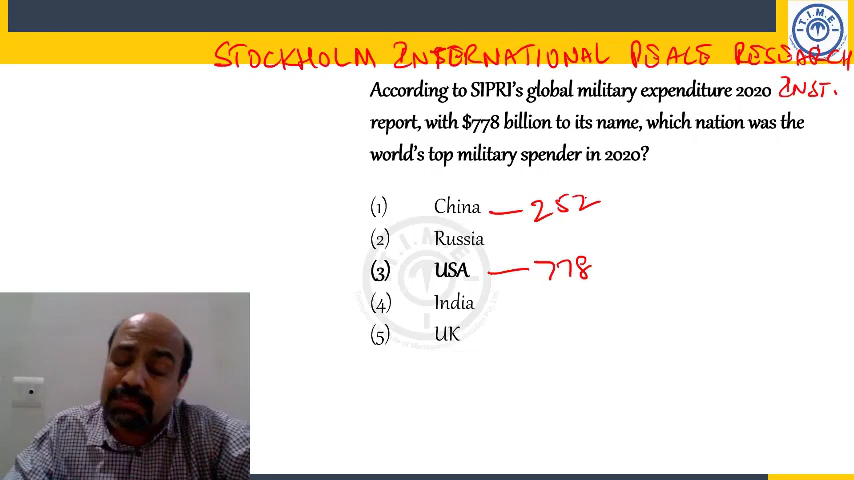 T.I.M.E.
STOCKHOLM INTERNATIONAL PEACE RESEARCH
According to SIPRI's global military expenditure 2020 INST.
report, with $778 billion to its name, which nation was the
world's top military spender in 2020?
(1) China — 252
(2) Russia
(3) USA — 778
(4) India
(5) UK